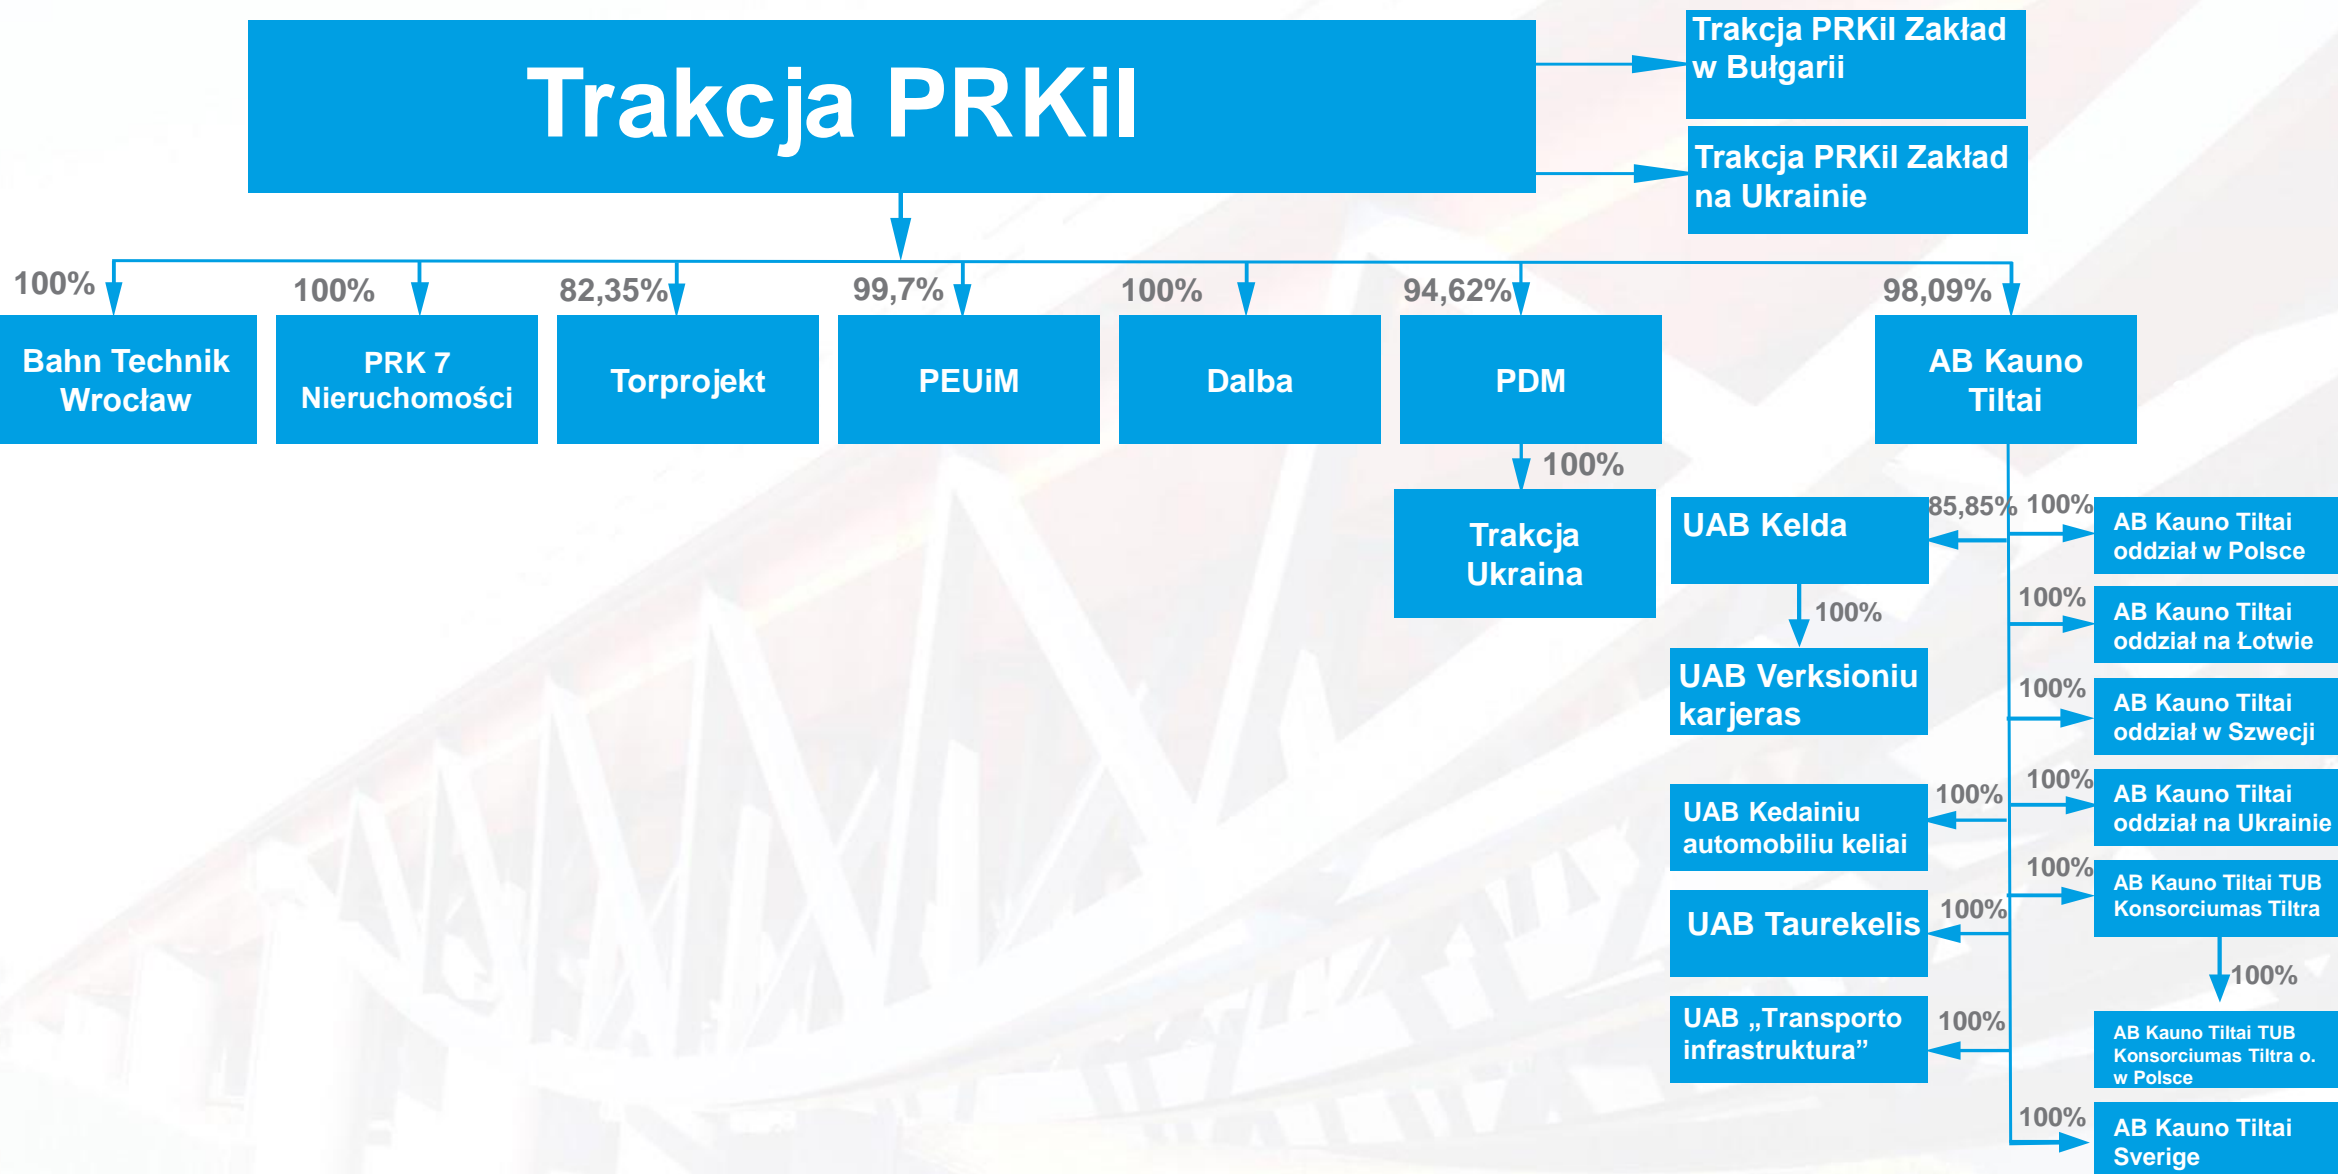 Trakcja PRKiI
Trakcja PRKiI Zakład
w Bułgarii
Trakcja PRKiI Zakład
na Ukrainie
100%
100%
82,35%
99,7%
100%
94,62%
98,09%
Bahn Technik
Wrocław
PRK 7
Nieruchomości
Torprojekt
PEUiM
Dalba
PDM
AB Kauno
Tiltai
100%
Trakcja
Ukraina
85,85%
UAB Kelda
100%
UAB Verksioniu
karjeras
100%
UAB Kedainiu
automobiliu keliai
100%
UAB Taurekelis
100%
UAB „Transporto
infrastruktura”
100%
AB Kauno Tiltai
oddział w Polsce
100%
AB Kauno Tiltai
oddział na Łotwie
100%
AB Kauno Tiltai
oddział w Szwecji
100%
AB Kauno Tiltai
oddział na Ukrainie
100%
AB Kauno Tiltai TUB
Konsorciumas Tiltra
100%
AB Kauno Tiltai TUB
Konsorciumas Tiltra o.
w Polsce
100%
AB Kauno Tiltai
Sverige